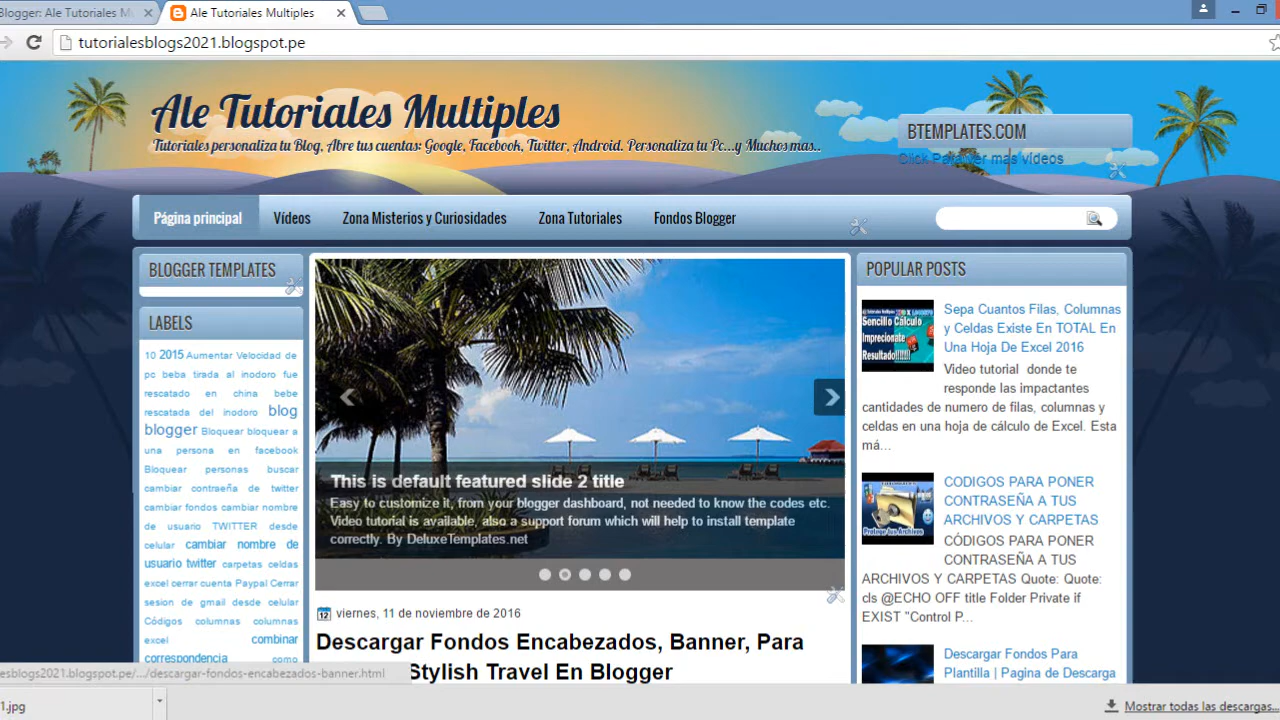 Blogger: Ale Tutoriales M
Ale Tutoriales Multiples
tutorialesblogs2021.blogspot.pe
Ale Tutoriales Multiples
Tutoriales personaliza tu Blog, Abre tus cuentas: Google, Facebook, Twitter, Android. Personaliza tu Pc...y Muchos mas..
BTEMPLATES.COM
Click Para ver mas vídeos
Página principal
Vídeos
Zona Misterios y Curiosidades
Zona Tutoriales
Fondos Blogger
BLOGGER TEMPLATES
LABELS
10 2015 Aumentar Velocidad de
pc beba tirada al inodoro fue
rescatado en china bebe
rescatada del inodoro blog
blogger Bloquear bloquear a
una persona en facebook
Bloquear personas buscar
cambiar contraeña de twitter
cambiar fondos cambiar nombre
de usuario TWITTER desde
celular cambiar nombre de
usuario twitter carpetas celdas
excel cerrar cuenta Paypal Cerrar
sesion de gmail desde celular
Códigos columnas columnas
excel combinar
correspondencia como
This is default featured slide 2 title
Easy to customize it, from your blogger dashboard, not needed to know the codes etc.
Video tutorial is available, also a support forum which will help to install template
correctly. By DeluxeTemplates.net
12 viernes, 11 de noviembre de 2016
Descargar Fondos Encabezados, Banner, Para
Stylish Travel En Blogger
POPULAR POSTS
Sencillo Cálculo
Impresionate
Resultado!!!!!!!
Sepa Cuantos Filas, Columnas
y Celdas Existe En TOTAL En
Una Hoja De Excel 2016
Video tutorial donde te
responde las impactantes
cantidades de numero de filas, columnas y
celdas en una hoja de cálculo de Excel. Esta
má...
CODIGOS PARA PONER
CONTRASEÑA A TUS
ARCHIVOS Y CARPETAS
CÓDIGOS PARA PONER
CONTRASEÑA A TUS
ARCHIVOS Y CARPETAS Quote: Quote:
cls @ECHO OFF title Folder Private if
EXIST "Control P...
Descargar Fondos Para
Plantilla | Pagina de Descarga
esblogs2021.blogspot.pe/.../descargar-fondos-encabezados-banner.html
1.jpg
Mostrar todas las descargas...